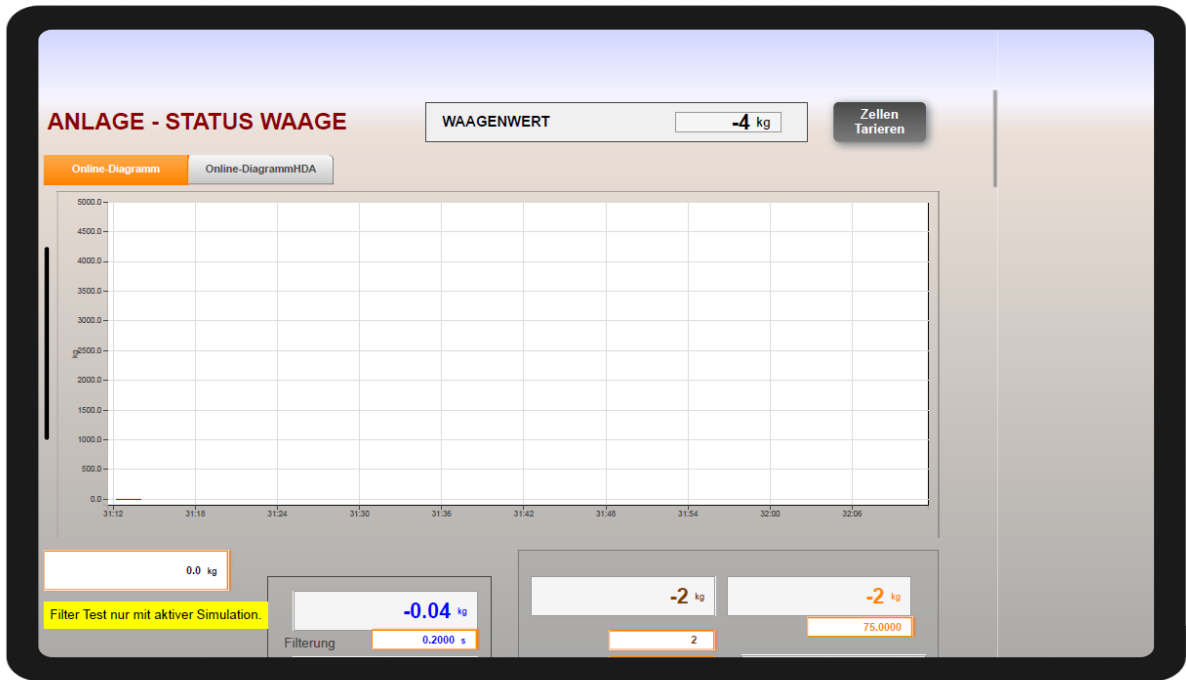 ANLAGE - STATUS WAAGE
WAAGENWERT
-4 kg
Zellen
Tarieren
Online-Diagramm
Online-DiagrammHDA
5000.0
4500.0
4000.0
3500.0
3000.0
2500.0
2000.0
1500.0
1000.0
500.0
0.0
kg
31:12
31:18
31:24
31:30
31:36
31:42
31:48
31:54
32:00
32:06
0.0 kg
Filter Test nur mit aktiver Simulation.
-0.04 kg
Filterung
0.2000 s
-2 kg
2
-2 kg
75.0000